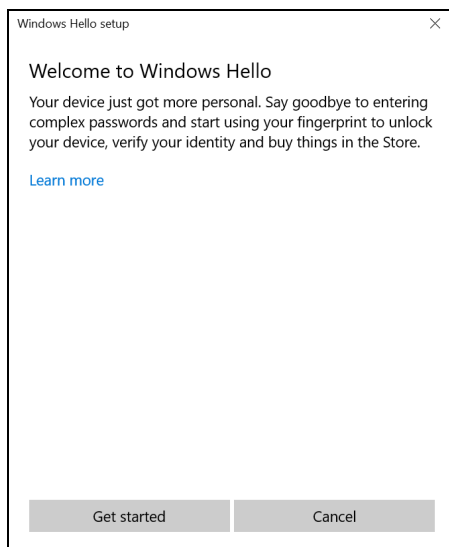 Windows Hello setup
Welcome to Windows Hello
Your device just got more personal. Say goodbye to entering
complex passwords and start using your fingerprint to unlock
your device, verify your identity and buy things in the Store.
Learn more
Get started
Cancel